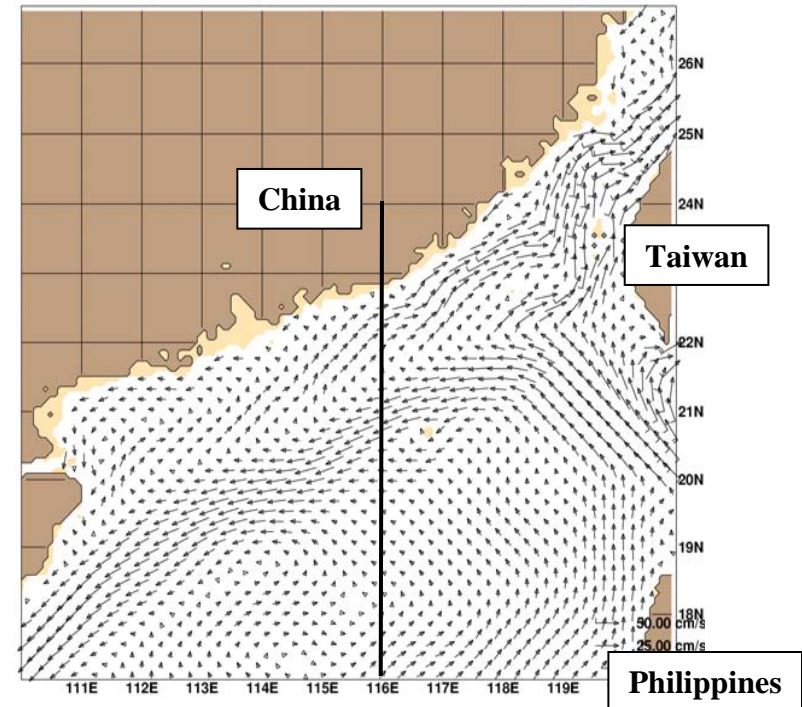 26N
25N
China
24N
Taiwan
22N
21N
20N
19N
18N
50.00 cm/s
25.00 cm/s
111E 112E 113E 114E 115E 116E 117E 118E 119E
Philippines